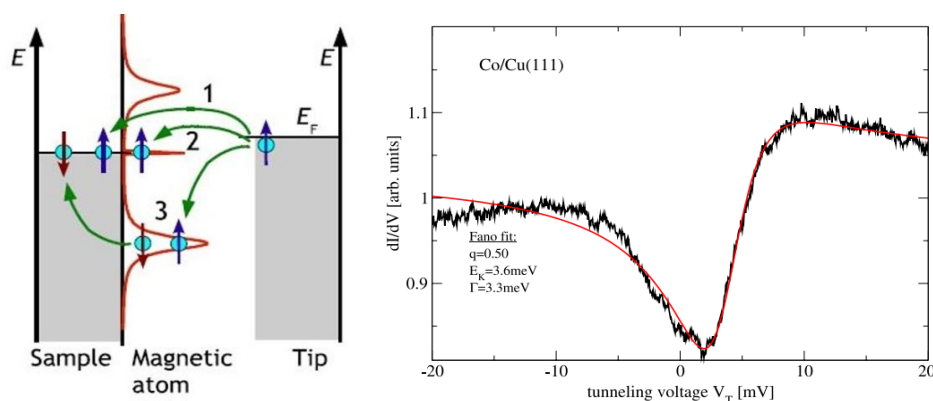 E
E
1
E_F
2
3
Sample
Magnetic
atom
Tip
Co/Cu(111)
1.1
1
0.9
dI/dV [arb. units]
Fano fit:
q=0.50
E_K=3.6meV
Γ=3.3meV
-20
-10
0
10
20
tunneling voltage V_T [mV]